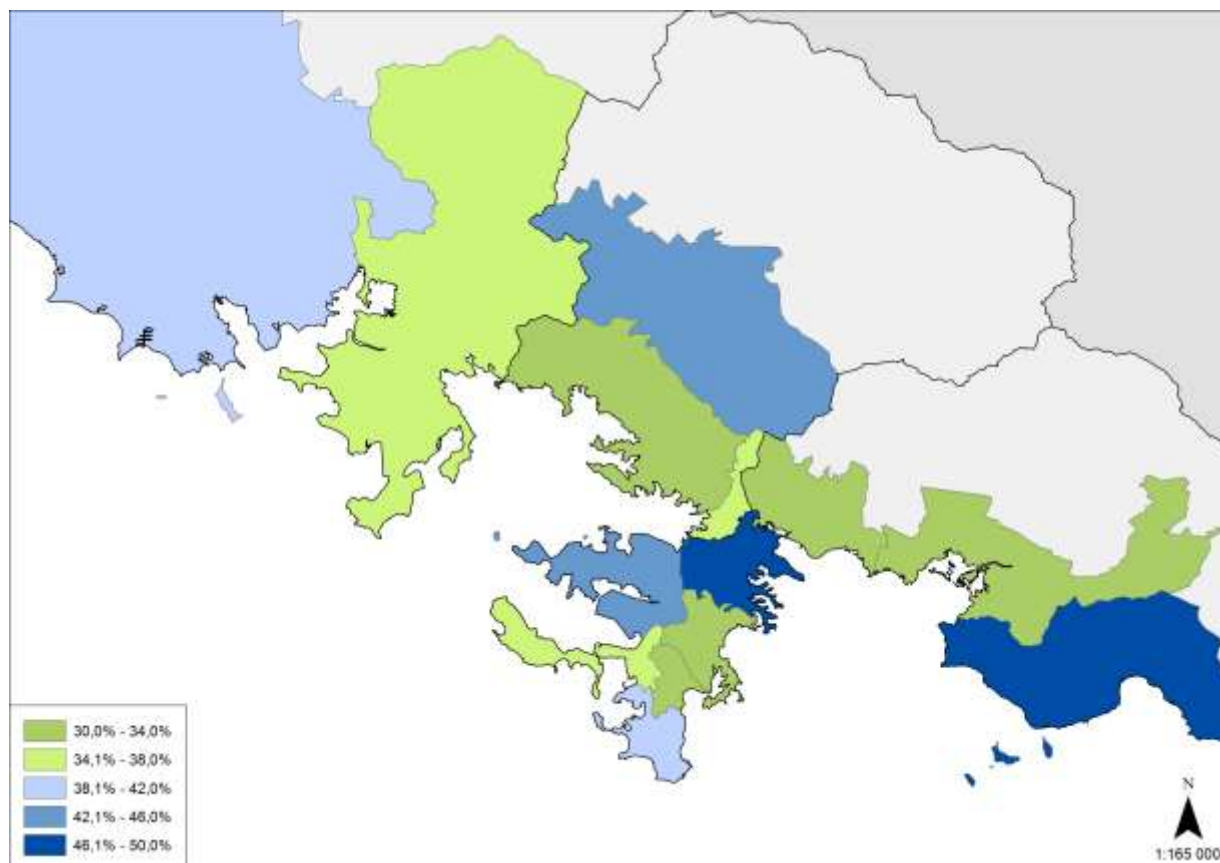 30,0% - 34,0%
34,1% - 38,0%
38,1% - 42,0%
42,1% - 46,0%
46,1% - 50,0%
N
1:165 000